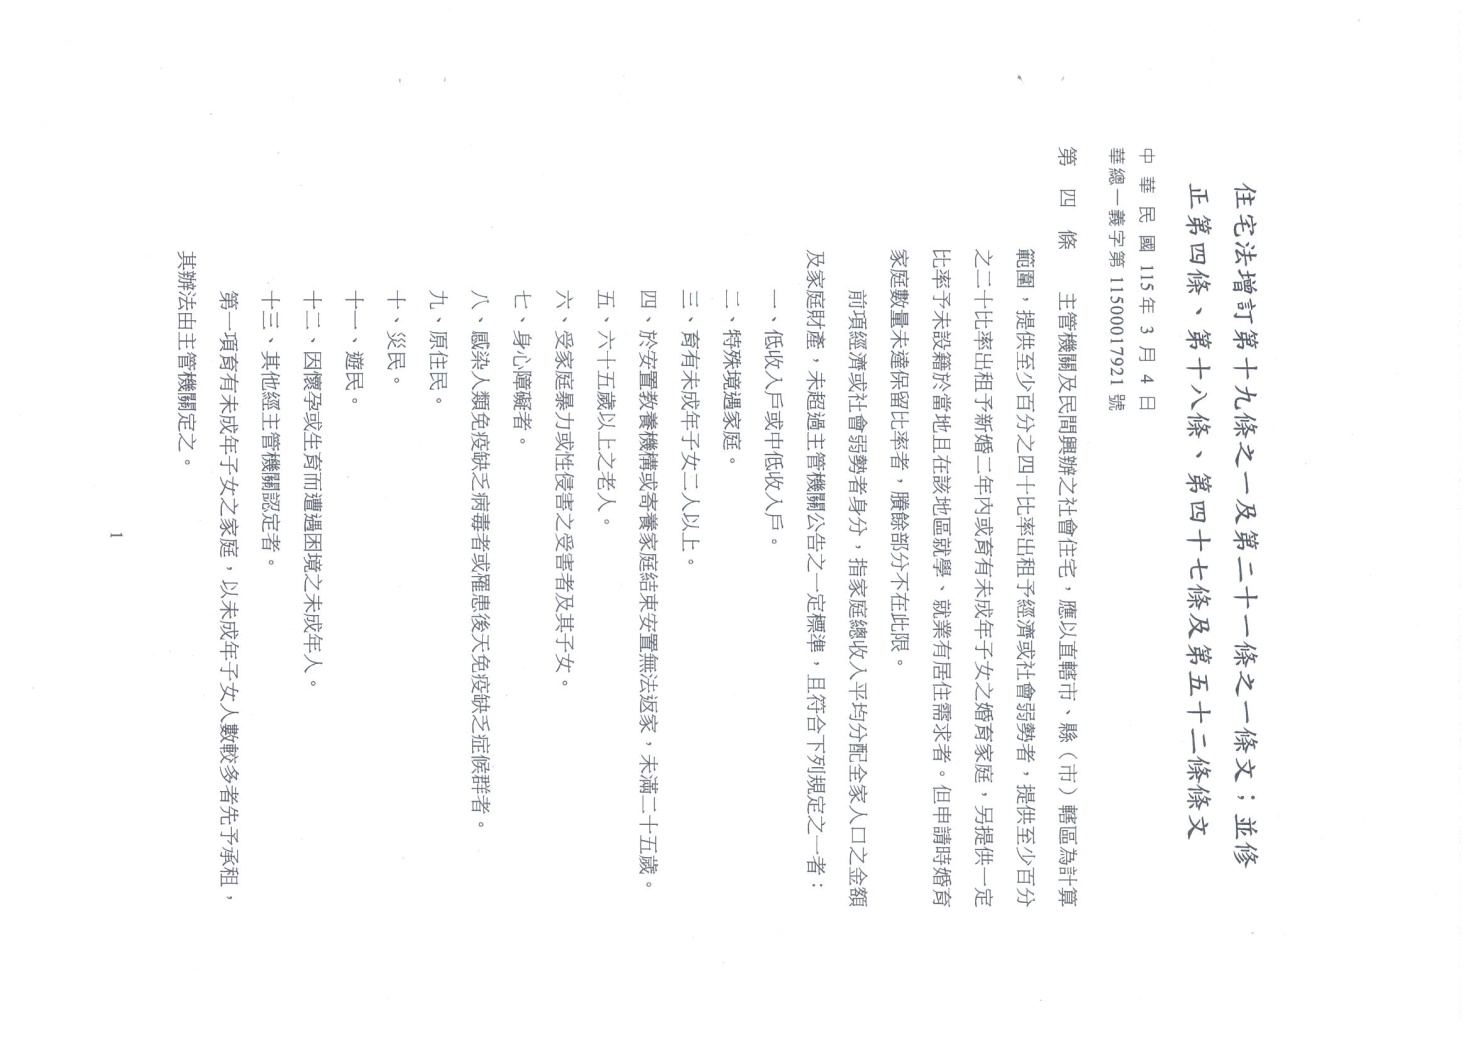 住宅法增訂第十九條之一及第二十一條之一條文；並修
正第四條、第十八條、第四十七條及第五十二條條文
中華民國 115 年 3 月 4 日
華總一義字第 11500017921 號
第四條　主管機關及民間興辦之社會住宅，應以直轄市、縣（市）轄區為計算
範圍，提供至少百分之四十比率出租予經濟或社會弱勢者，提供至少百分
之二十比率出租予新婚二年內或育有未成年子女之婚育家庭，另提供一定
比率予未設籍於當地且在該地區就學、就業有居住需求者。但申請時婚育
家庭數量未達保留比率者，賸餘部分不在此限。
前項經濟或社會弱勢者身分，指家庭總收入平均分配全家人口之金額
及家庭財產，未超過主管機關公告之一定標準，且符合下列規定之一者：
一、低收入戶或中低收入戶。
二、特殊境遇家庭。
三、育有未成年子女二人以上。
四、於安置教養機構或寄養家庭結束安置無法返家，未滿二十五歲。
五、六十五歲以上之老人。
六、受家庭暴力或性侵害之受害者及其子女。
七、身心障礙者。
八、感染人類免疫缺乏病毒者或罹患後天免疫缺乏症候群者。
九、原住民。
十、災民。
十一、遊民。
十二、因懷孕或生育而遭遇困境之未成年人。
十三、其他經主管機關認定者。
第一項育有未成年子女之家庭，以未成年子女人數較多者先予承租，
其辦法由主管機關定之。
1